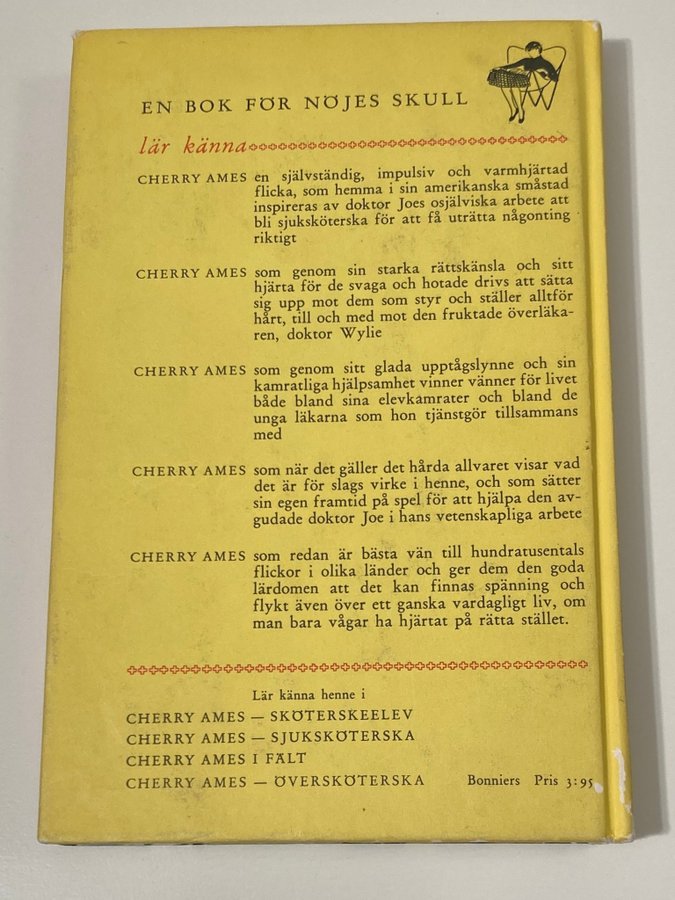 EN BOK FÖR NÖJES SKULL
lär känna
CHERRY AMES en självständig, impulsiv och varmhjärtad
flicka, som hemma i sin amerikanska småstad
inspireras av doktor Joes osjälviska arbete att
bli sjuksköterska för att få uträtta någonting
riktigt
CHERRY AMES som genom sin starka rättskänsla och sitt
hjärta för de svaga och hotade drivs att sätta
sig upp mot dem som styr och ställer alltför
hårt, till och med mot den fruktade överläka-
ren, doktor Wylie
CHERRY AMES som genom sitt glada upptågslynne och sin
kamratliga hjälpsamhet vinner vänner för livet
både bland sina elevkamrater och bland de
unga läkarna som hon tjänstgör tillsammans
med
CHERRY AMES som när det gäller det hårda allvaret visar vad
det är för slags virke i henne, och som sätter
sin egen framtid på spel för att hjälpa den av-
gudade doktor Joe i hans vetenskapliga arbete
CHERRY AMES som redan är bästa vän till hundratusentals
flickor i olika länder och ger dem den goda
lärdomen att det kan finnas spänning och
flykt även över ett ganska vardagligt liv, om
man bara vågar ha hjärtat på rätta stället.
Lär känna henne i
CHERRY AMES — SKÖTERSKEELEV
CHERRY AMES — SJUKSKÖTERSKA
CHERRY AMES I FÄLT
CHERRY AMES — ÖVERSKÖTERSKA Bonniers Pris 3:95